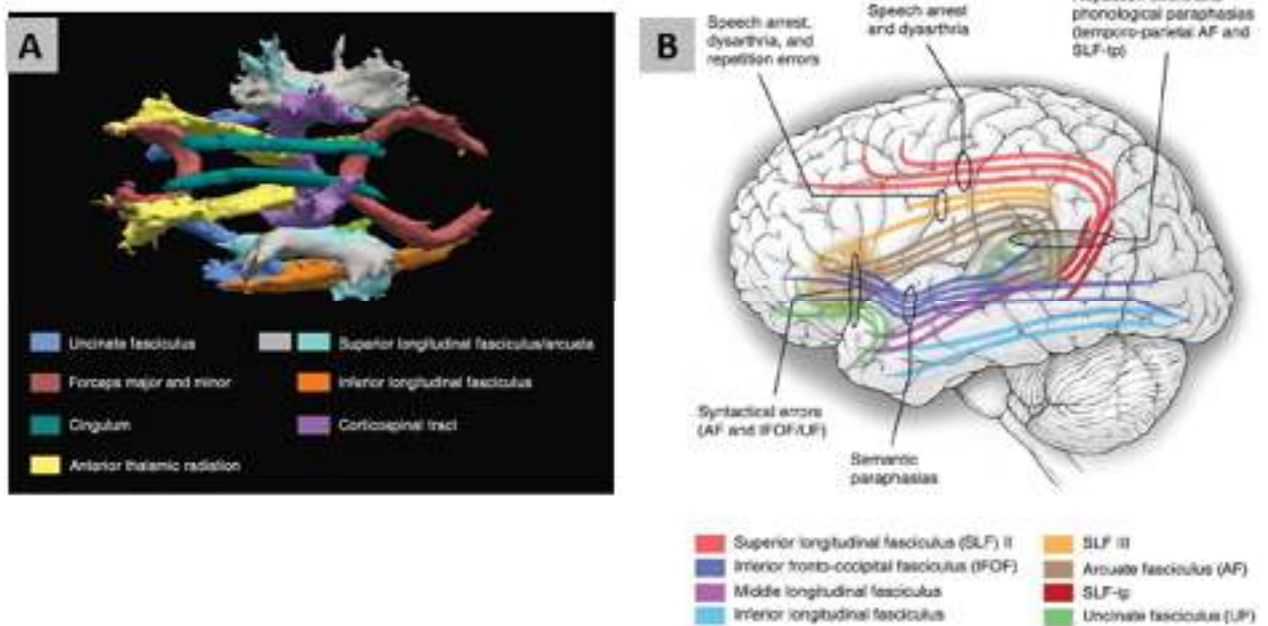 A
Uncinate fasciculus
Forceps major and minor
Cingulum
Anterior thalamic radiation
Superior longitudinal fasciculus/arcuate
Inferior longitudinal fasciculus
Corticospinal tract
B
Speech arrest,
dysarthria, and
repetition errors
Speech arrest
and dysarthria
phonological paraphasias
(temporo-parietal AF and
SLF-tp)
Syntactical errors
(AF and IFOF/UF)
Semantic
paraphasias
Superior longitudinal fasciculus (SLF) II
Inferior fronto-occipital fasciculus (IFOF)
Middle longitudinal fasciculus
Inferior longitudinal fasciculus
SLF III
Arcuate fasciculus (AF)
SLF-tp
Uncinate fasciculus (UF)